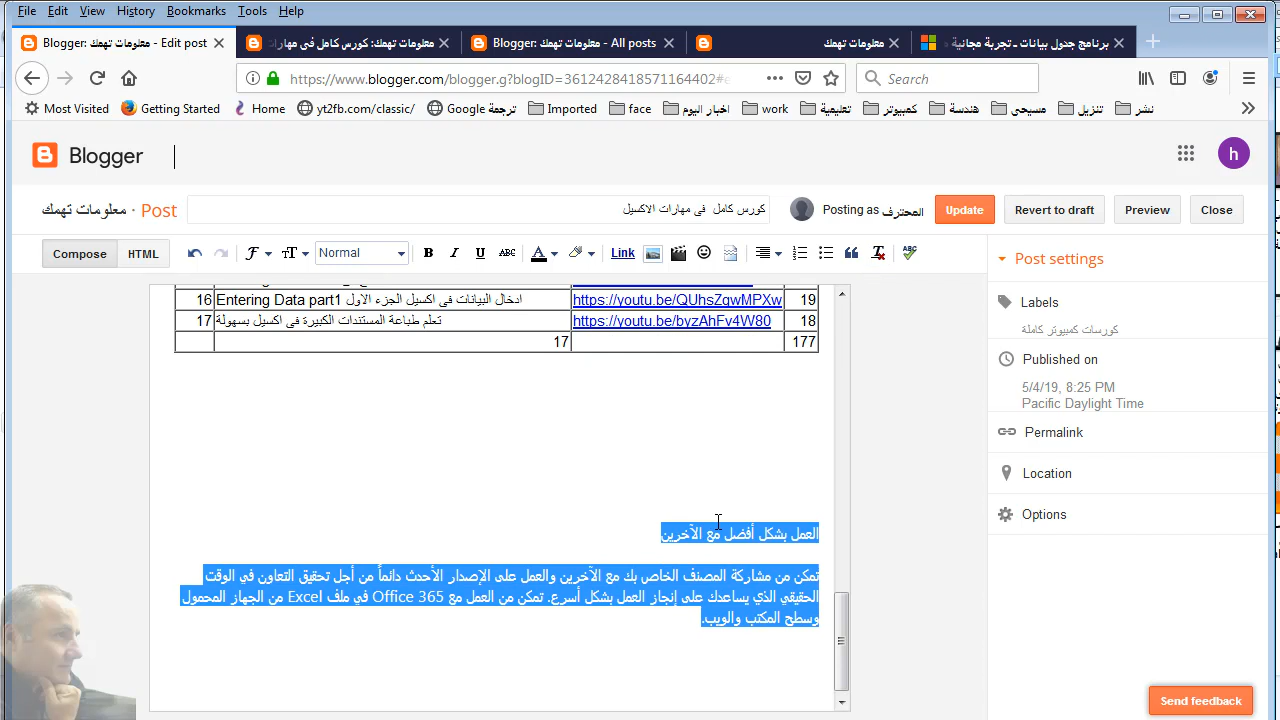 File Edit View History Bookmarks Tools Help
Blogger: معلومات تهمك - Edit post
معلومات تهمك: كورس كامل فى مهارات
Blogger: معلومات تهمك - All posts
معلومات تهمك
برنامج جدول بيانات ـ تجربة مجانية
https://www.blogger.com/blogger.g?blogID=3612428418571164402#e
Search
Most Visited Getting Started Home yt2fb.com/classic/ ترجمة Google Imported face اخبار اليوم work تعليمية كمبيوتر هندسة مسيحى تنزيل نشر
Blogger
h
معلومات تهمك · Post
كورس كامل فى مهارات الاكسيل
Posting as المحترف
Update Revert to draft Preview Close
Compose HTML
Normal
Link
ABC
16 Entering Data part1 ادخال البيانات فى اكسيل الجزء الاول https://youtu.be/QUhsZgwMPXw 19
17 تعلم طباعة المستندات الكبيرة فى اكسيل بسهولة https://youtu.be/byzAhFv4W80 18
17 177
العمل بشكل أفضل مع الآخرين
تمكن من مشاركة المصنف الخاص بك مع الآخرين والعمل على الإصدار الأحدث دائماً من أجل تحقيق التعاون في الوقت
الحقيقي الذي يساعدك على إنجاز العمل بشكل أسرع. تمكن من العمل مع Office 365 في ملف Excel من الجهاز المحمول
وسطح المكتب والويب.
Post settings
Labels
كورسات كمبيوتر كاملة
Published on
5/4/19, 8:25 PM
Pacific Daylight Time
Permalink
Location
Options
Send feedback